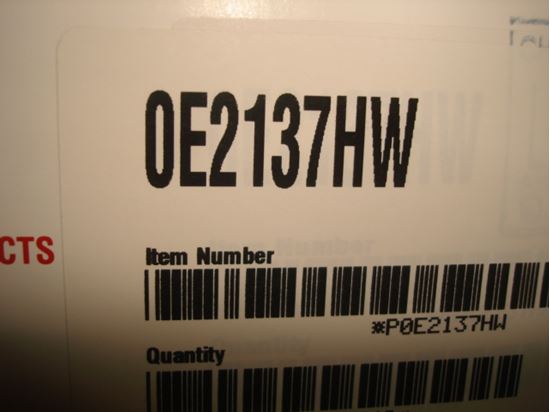 0E2137HW
CTS
Item Number
*P0E2137HW
Quantity